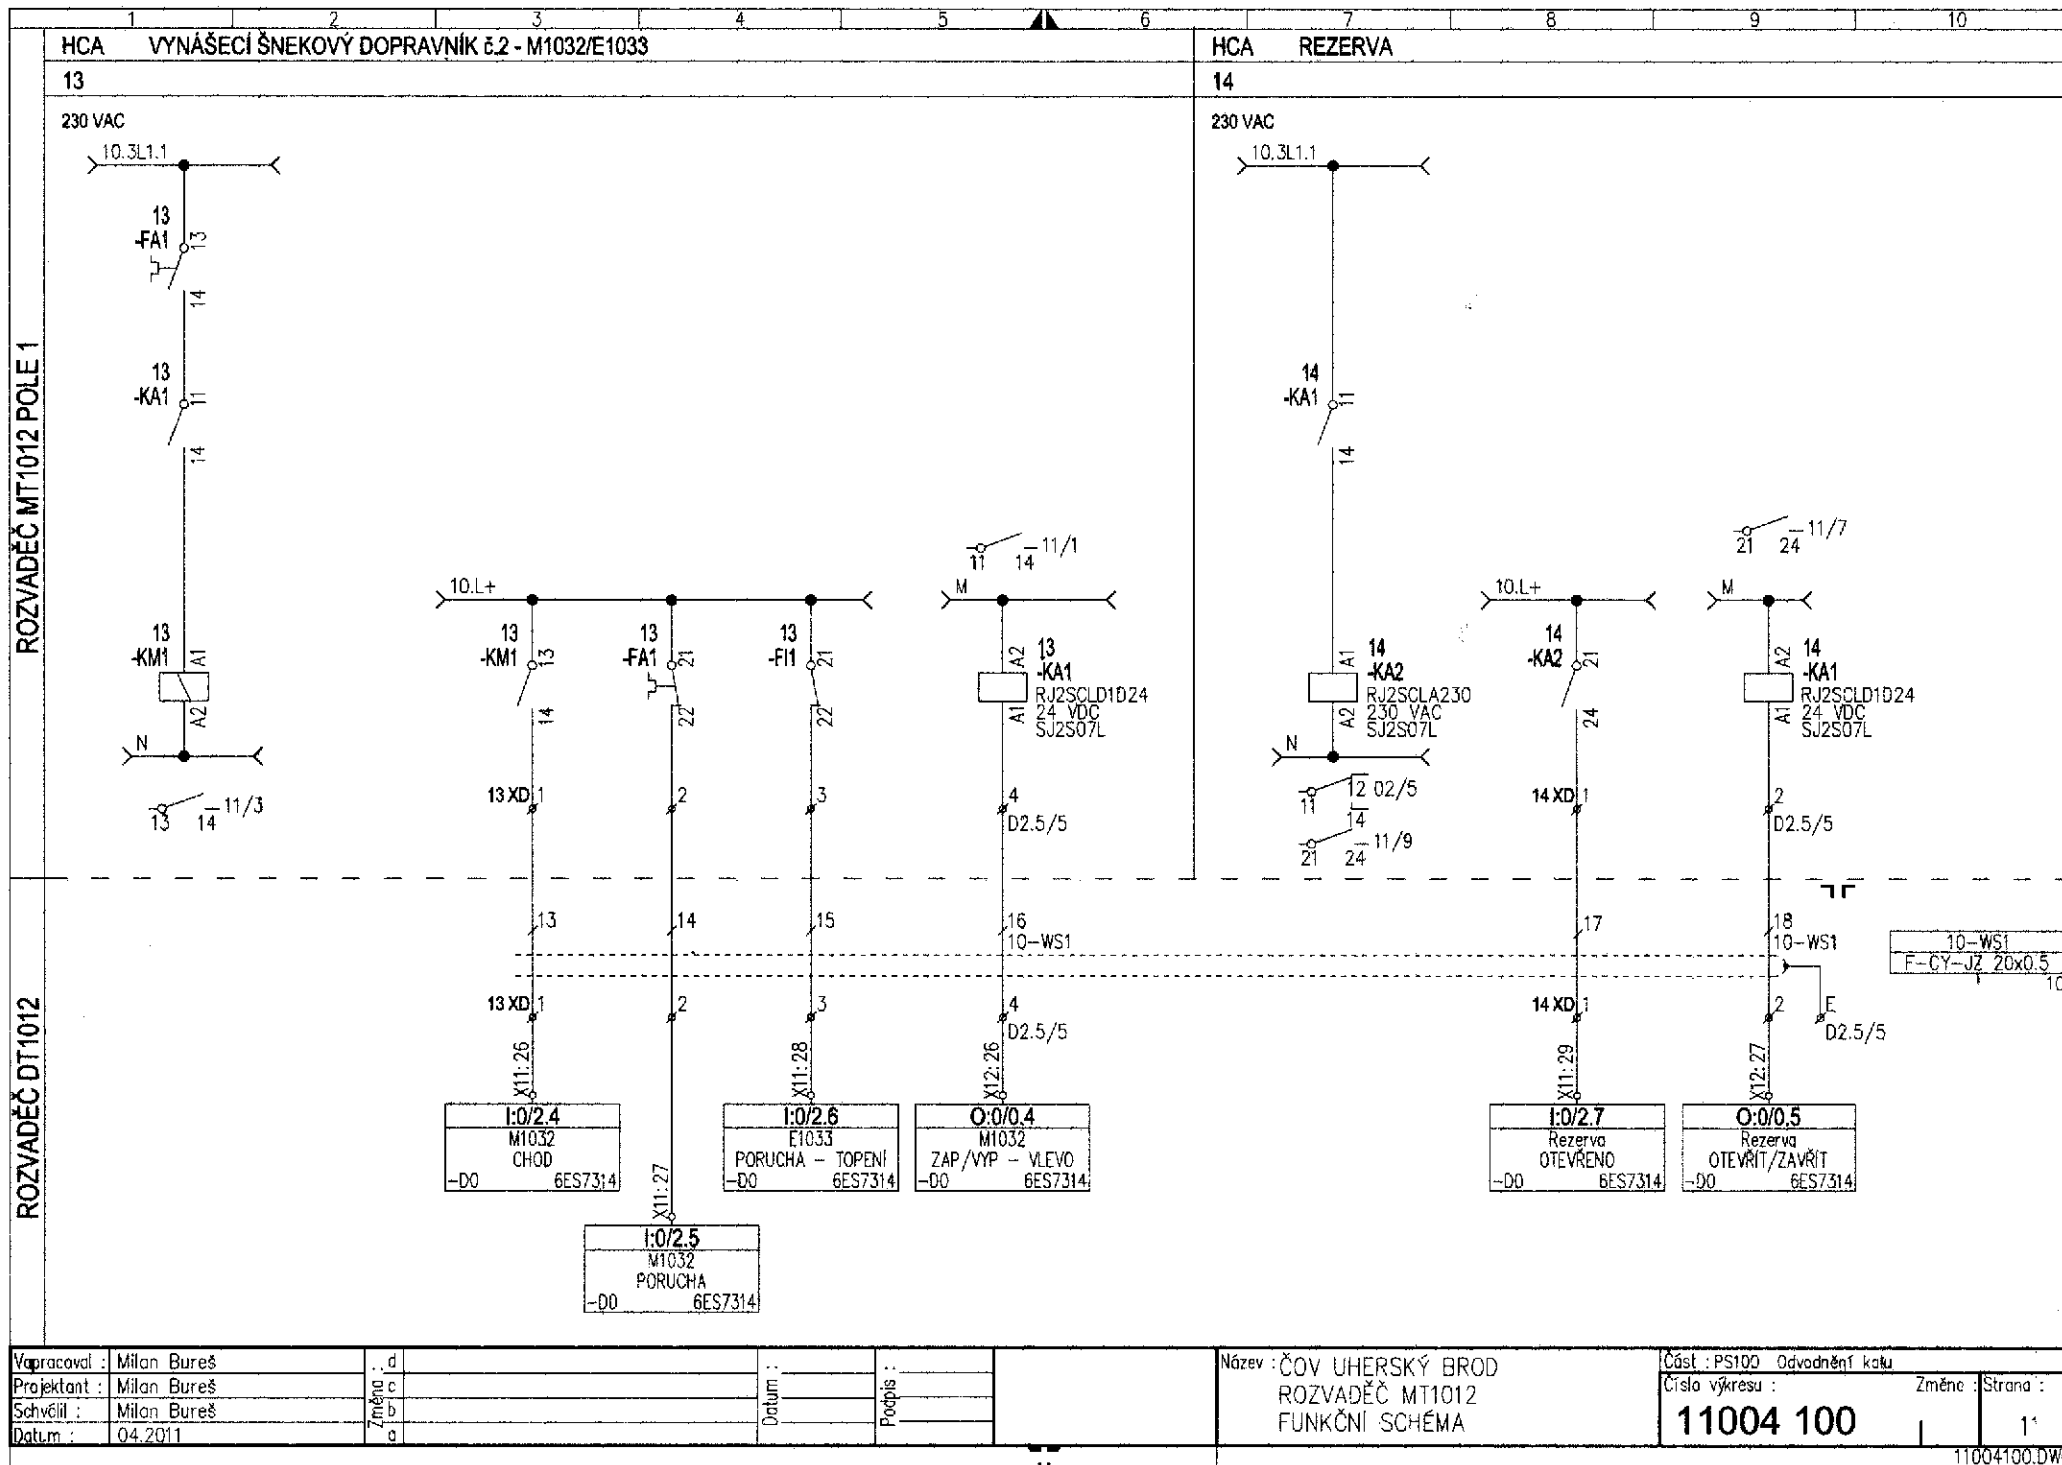 1 2 3 4 5 6 7 8 9 10
HCA VYNÁŠECÍ ŠNEKOVÝ DOPRAVNÍK č.2 - M1032/E1033
HCA REZERVA
13
14
230 VAC
230 VAC
10.3L1.1
10.3L1.1
13
-FA1
13
14
13
-KA1
11
14
14
-KA1
11
14
ROZVADĚČ MT1012 POLE 1
11 14 11/1
21 24 11/7
10.L+
M
10.L+
M
13
-KM1
A1
A2
N
13 14 11/3
13
-KM1
13
14
13
-FA1
21
22
13
-FI1
21
22
A2
A1
13
-KA1
RJ2SCLD1D24
24 VDC
SJ2S07L
A1
A2
14
-KA2
RJ2SCLA230
230 VAC
SJ2S07L
N
11 12 02/5
14
21 24 11/9
14
-KA2
21
24
A2
A1
14
-KA1
RJ2SCLD1D24
24 VDC
SJ2S07L
13 XD 1 2 3 4
D2.5/5
14 XD 1 2
D2.5/5
13 14 15 16
10-WS1
17 18
10-WS1
10-WS1
F-CY-JZ 20x0.5
10
ROZVADĚČ DT1012
13 XD 1 2 3 4
D2.5/5
14 XD 1 2 E
D2.5/5
X11:26
X11:28
X12:26
X11:29
X12:27
I:0/2.4
M1032
CHOD
-D0 6ES7314
I:0/2.6
E1033
PORUCHA - TOPENÍ
-D0 6ES7314
O:0/0.4
M1032
ZAP/VYP - VLEVO
-D0 6ES7314
I:0/2.7
Rezerva
OTEVŘENO
-D0 6ES7314
O:0/0.5
Rezerva
OTEVŘÍT/ZAVŘÍT
-D0 6ES7314
X11:27
I:0/2.5
M1032
PORUCHA
-D0 6ES7314
Vypracoval : Milan Bureš
Projektant : Milan Bureš
Schválil : Milan Bureš
Datum : 04.2011
Změna :
d
c
b
a
Datum :
Podpis :
Název : ČOV UHERSKÝ BROD
ROZVADĚČ MT1012
FUNKČNÍ SCHÉMA
Část : PS100 Odvodnění kalu
Číslo výkresu : Změna : Strana :
11004 100
11004100.DW